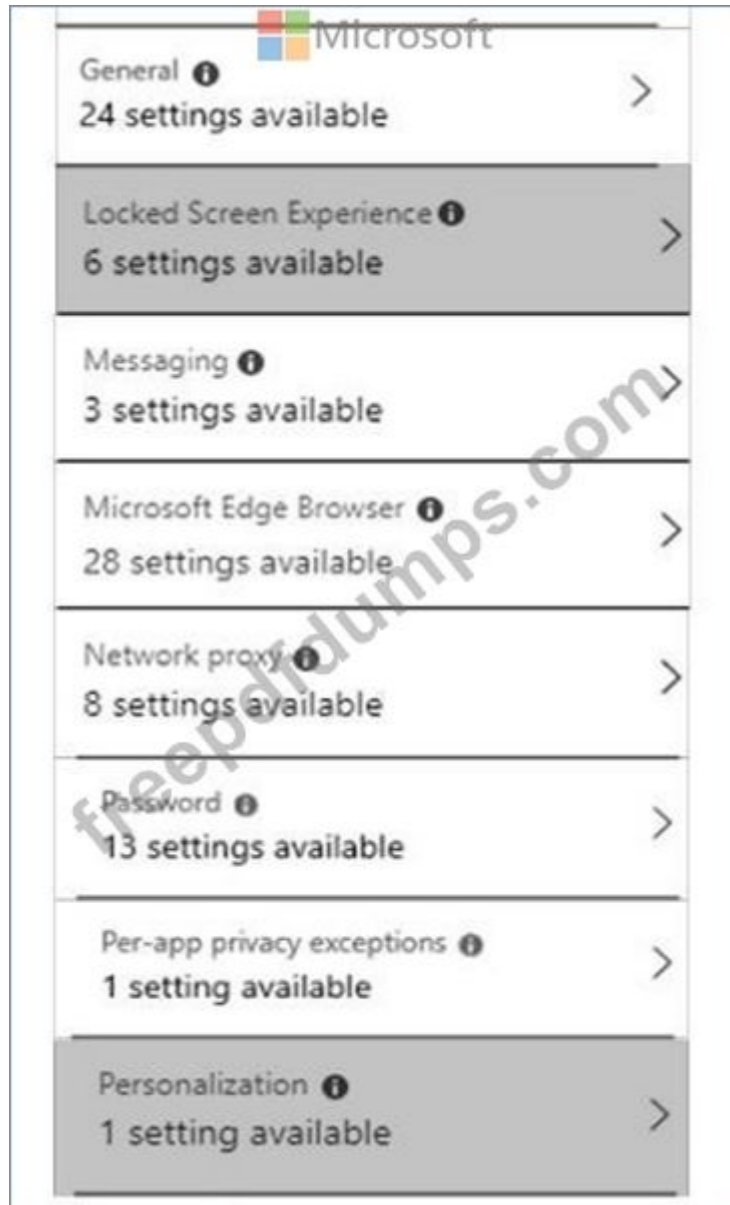 Microsoft
General
24 settings available
Locked Screen Experience
6 settings available
Messaging
3 settings available
Microsoft Edge Browser
28 settings available
Network proxy
8 settings available
Password
13 settings available
Per-app privacy exceptions
1 setting available
Personalization
1 setting available
freepdfdumps.com